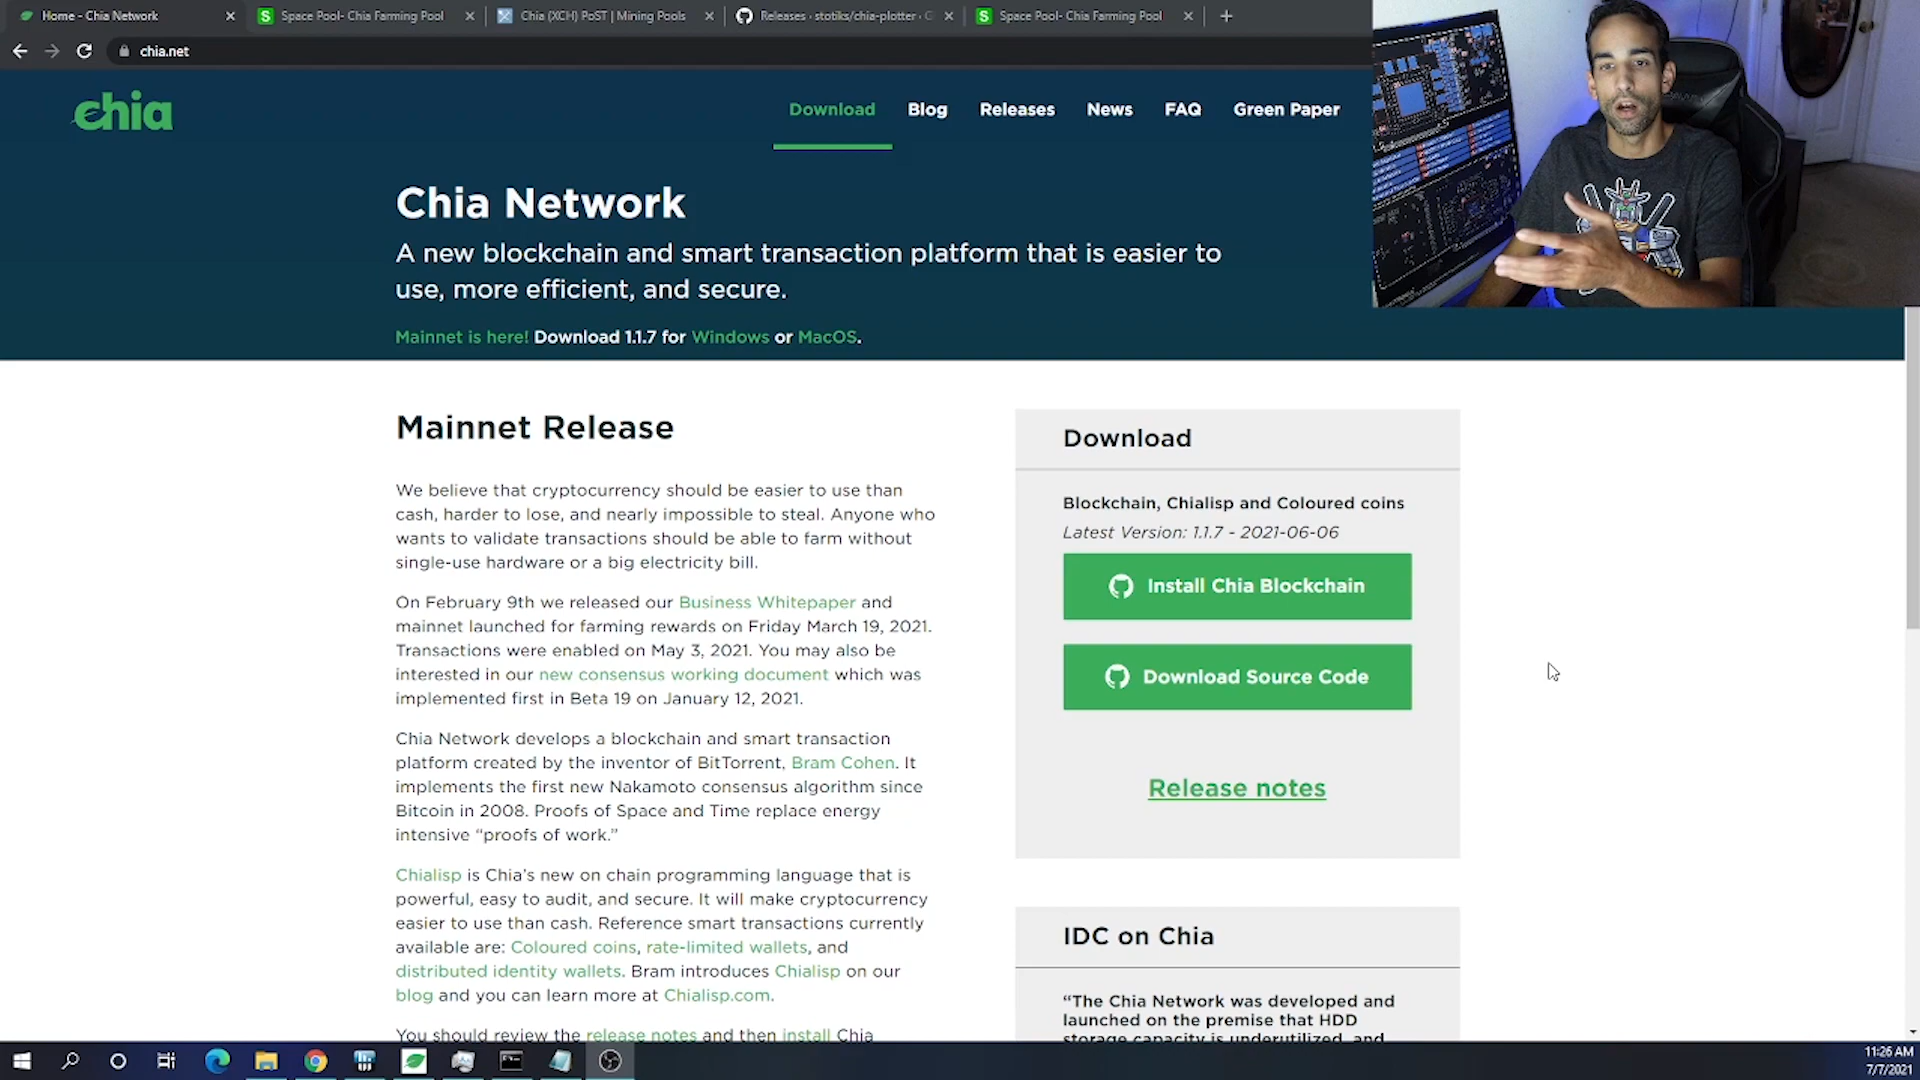 Home - Chia Network
Space Pool- Chia Farming Pool
Chia (XCH) PoST | Mining Pools
Releases · stotiks/chia-plotter · G
Space Pool- Chia Farming Pool
chia.net
chia
Download
Blog
Releases
News
FAQ
Green Paper
Chia Network
A new blockchain and smart transaction platform that is easier to
use, more efficient, and secure.
Mainnet is here! Download 1.1.7 for Windows or MacOS.
Mainnet Release
We believe that cryptocurrency should be easier to use than
cash, harder to lose, and nearly impossible to steal. Anyone who
wants to validate transactions should be able to farm without
single-use hardware or a big electricity bill.
On February 9th we released our Business Whitepaper and
mainnet launched for farming rewards on Friday March 19, 2021.
Transactions were enabled on May 3, 2021. You may also be
interested in our new consensus working document which was
implemented first in Beta 19 on January 12, 2021.
Chia Network develops a blockchain and smart transaction
platform created by the inventor of BitTorrent, Bram Cohen. It
implements the first new Nakamoto consensus algorithm since
Bitcoin in 2008. Proofs of Space and Time replace energy
intensive “proofs of work.”
Chialisp is Chia’s new on chain programming language that is
powerful, easy to audit, and secure. It will make cryptocurrency
easier to use than cash. Reference smart transactions currently
available are: Coloured coins, rate-limited wallets, and
distributed identity wallets. Bram introduces Chialisp on our
blog and you can learn more at Chialisp.com.
You should review the release notes and then install Chia
Download
Blockchain, Chialisp and Coloured coins
Latest Version: 1.1.7 - 2021-06-06
Install Chia Blockchain
Download Source Code
Release notes
IDC on Chia
“The Chia Network was developed and
launched on the premise that HDD
storage capacity is underutilized, and
11:26 AM
7/7/2021